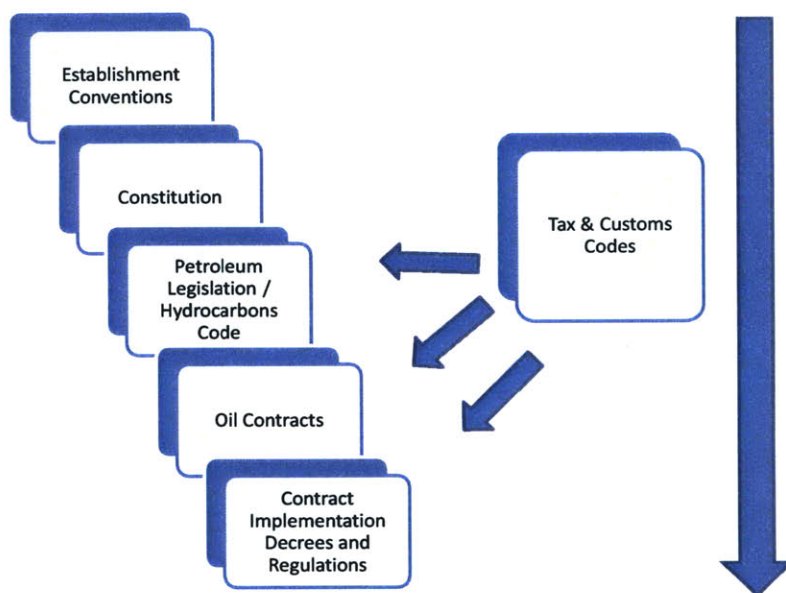 Establishment
Conventions
Constitution
Petroleum
Legislation /
Hydrocarbons
Code
Oil Contracts
Contract
Implementation
Decrees and
Regulations
Tax & Customs
Codes